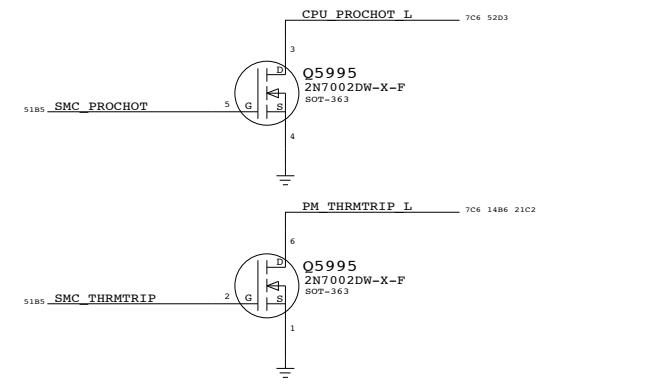 CPU_PROCHOT_L 7C6 52D3
3
D
Q5995
2N7002DW-X-F
SOT-363
51B5 SMC_PROCHOT 5 G S
4
PM_THRMTRIP_L 7C6 14B6 21C2
6
D
Q5995
2N7002DW-X-F
SOT-363
51B5 SMC_THRMTRIP 2 G S
1